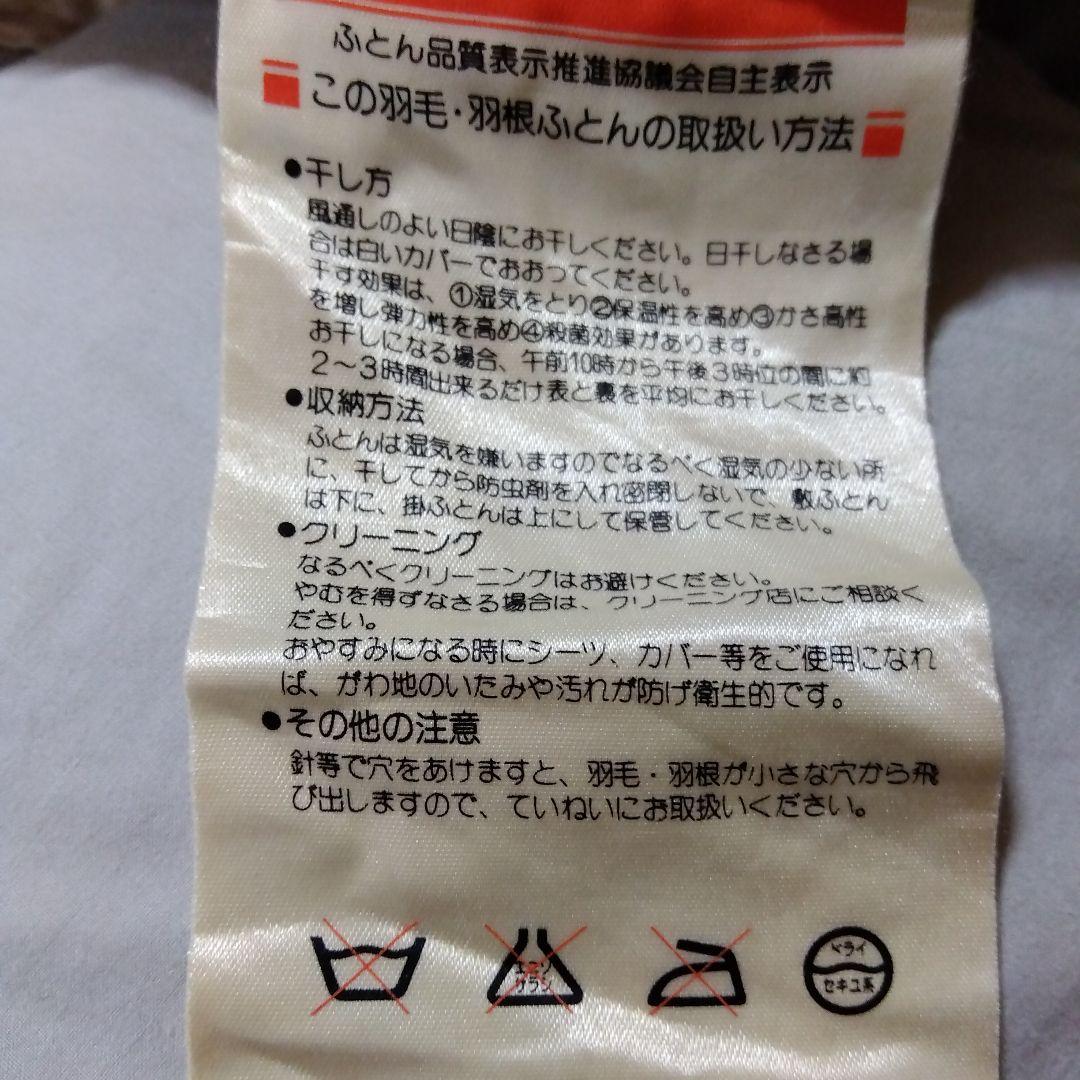 ふとん品質表示推進協議会自主表示
この羽毛・羽根ふとんの取扱い方法
●干し方
風通しのよい日陰にお干しください。日干しなさる場
合は白いカバーでおおってください。
干す効果は、①湿気をとり②保温性を高め③かさ高性
を増し弾力性を高め④殺菌効果があります。
お干しになる場合、午前10時から午後3時位の間に約
2〜3時間出来るだけ表と裏を平均にお干しください。
●収納方法
ふとんは湿気を嫌いますのでなるべく湿気の少ない所
に、干してから防虫剤を入れ密閉しないで、敷ふとん
は下に、掛ふとんは上にして保管してください。
●クリーニング
なるべくクリーニングはお避けください。
やむを得ずなさる場合は、クリーニング店にご相談く
ださい。
おやすみになる時にシーツ、カバー等をご使用になれ
ば、がわ地のいたみや汚れが防げ衛生的です。
●その他の注意
針等で穴をあけますと、羽毛・羽根が小さな穴から飛
び出しますので、ていねいにお取扱いください。
エンソ
サラシ
ドライ
セキユ系